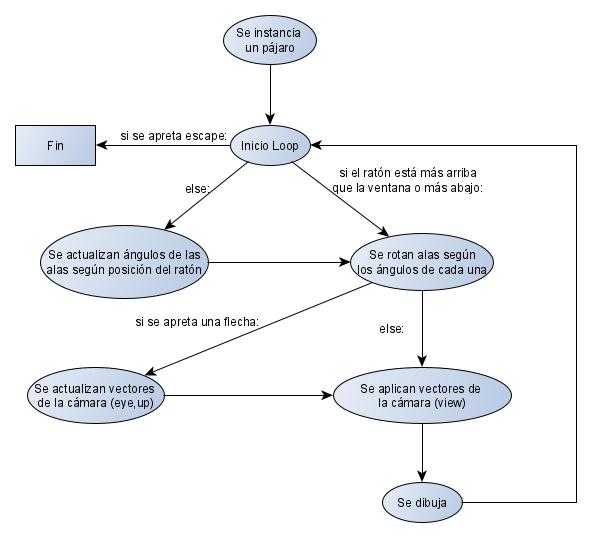 Se instancia
un pájaro
si se apreta escape:
Fin
Inicio Loop
si el ratón está más arriba
que la ventana o más abajo:
else:
Se actualizan ángulos de las
alas según posición del ratón
Se rotan alas según
los ángulos de cada una
si se apreta una flecha:
else:
Se actualizan vectores
de la cámara (eye,up)
Se aplican vectores de
la cámara (view)
Se dibuja